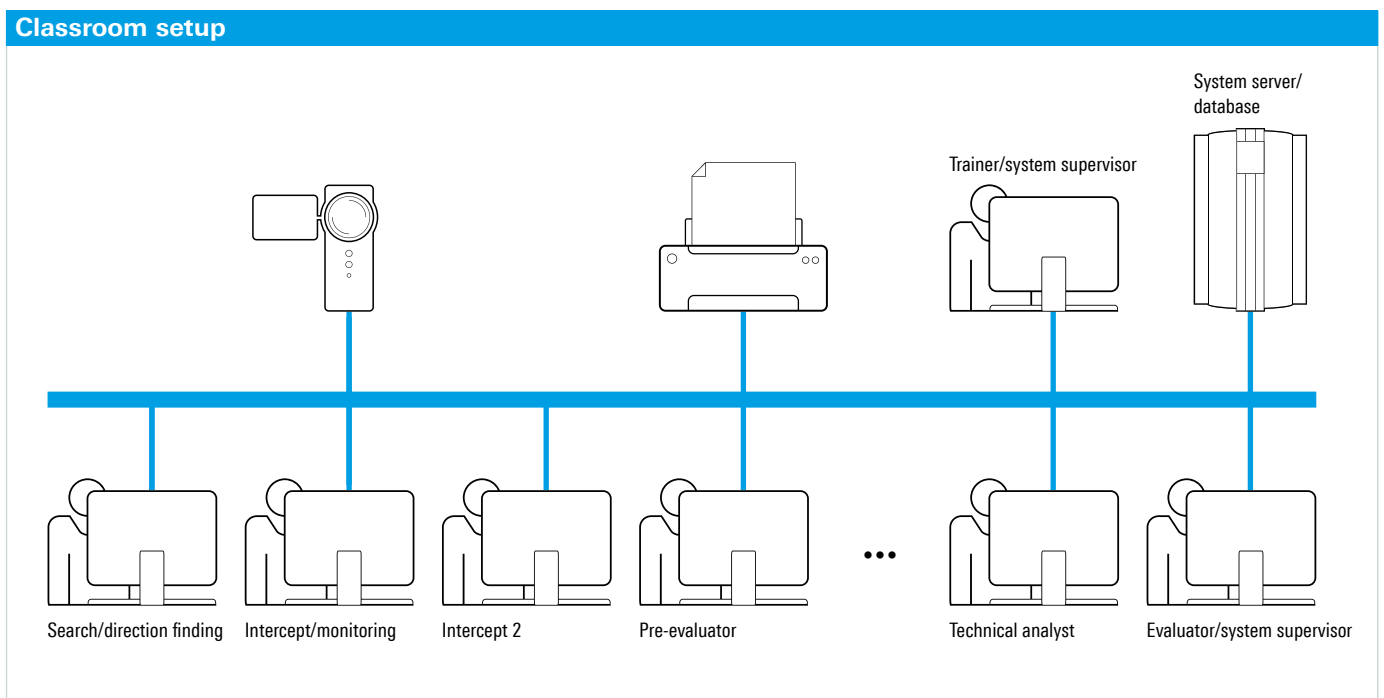 Classroom setup
System server/
database
Trainer/system supervisor
Search/direction finding
Intercept/monitoring
Intercept 2
Pre-evaluator
•••
Technical analyst
Evaluator/system supervisor